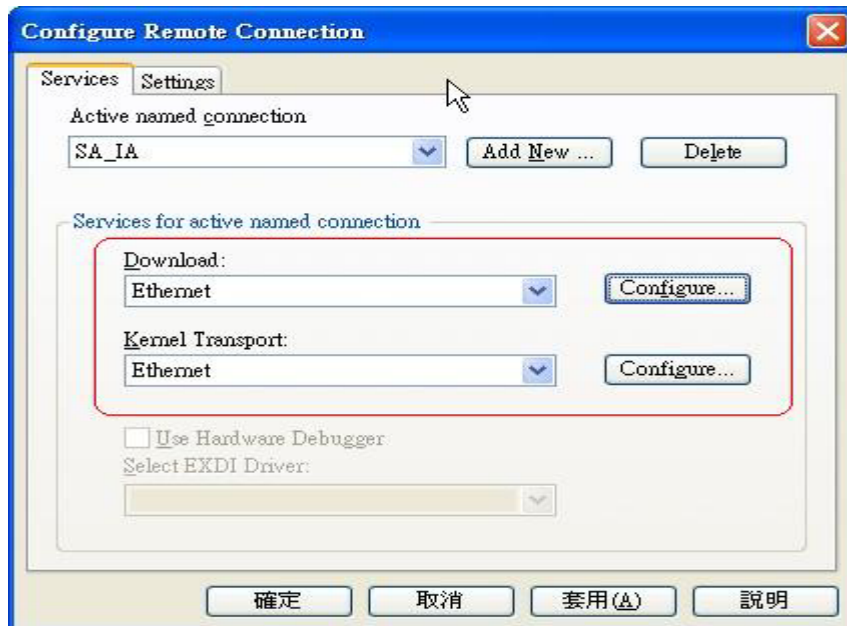 Configure Remote Connection
Services Settings
Active named connection
SA_IA Add New ... Delete
Services for active named connection
Download:
Ethernet Configure...
Kernel Transport:
Ethernet Configure...
Use Hardware Debugger
Select EXDI Driver:
確定 取消 套用(A) 說明